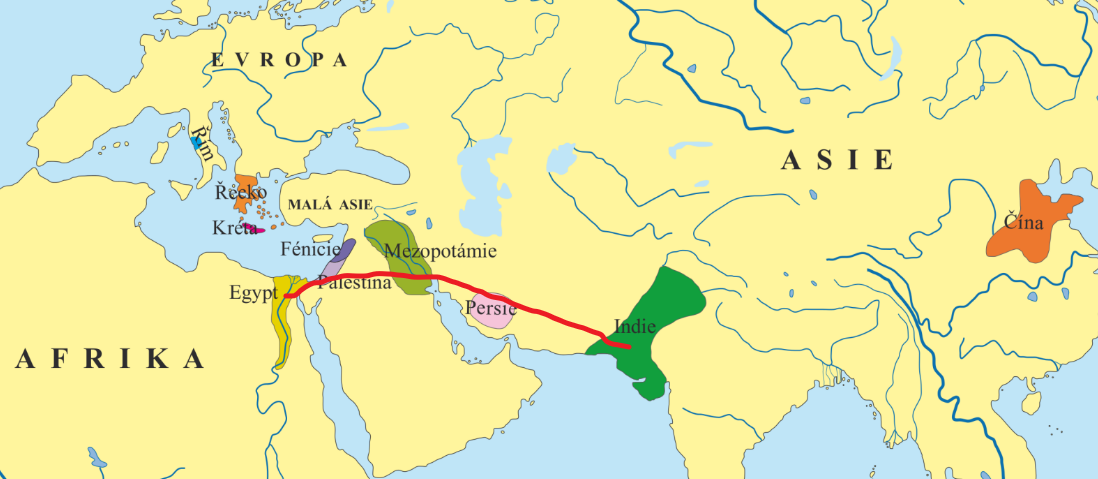 EVROPA
ASIE
Řím
Řecko
MALÁ ASIE
Kréta
Čína
Fénicie
Mezopotámie
Palestina
Egypt
Persie
Indie
AFRIKA